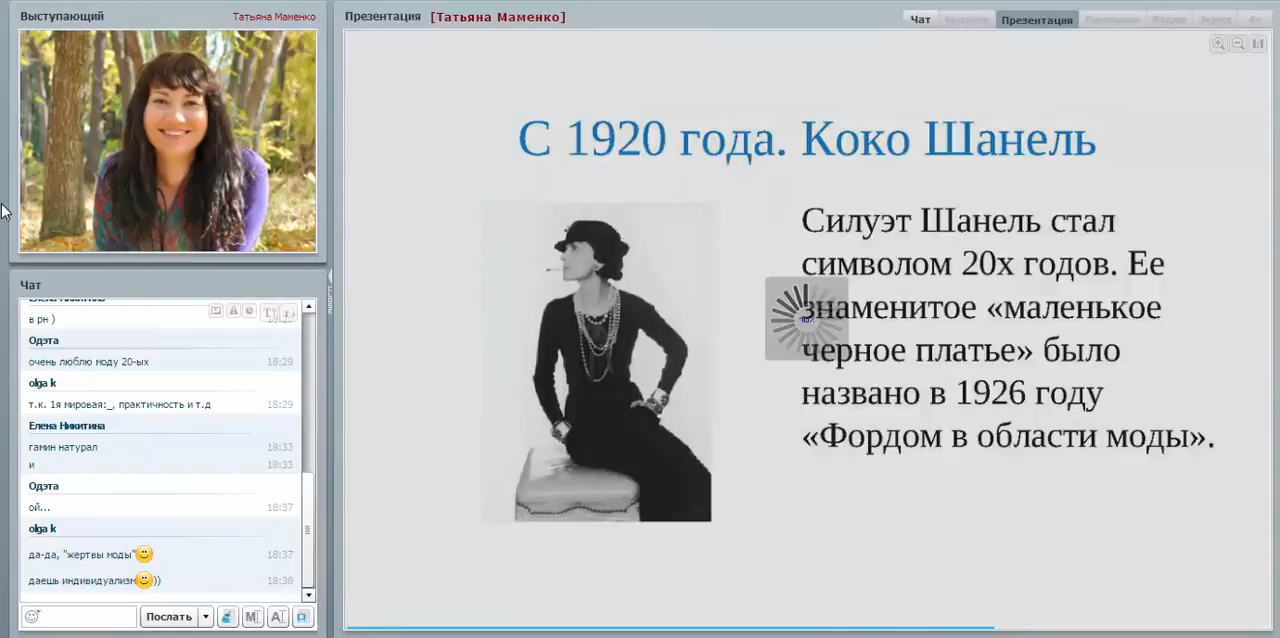 Выступающий
Татьяна Маменко
Презентация [Татьяна Маменко]
Чат
Презентация
С 1920 года. Коко Шанель
Силуэт Шанель стал
символом 20х годов. Ее
знаменитое «маленькое
черное платье» было
названо в 1926 году
«Фордом в области моды».
Чат
Елена Никитина
в рн )
Одэта
очень люблю моду 20-ых 18:29
olga k
т.к. 1я мировая:_, практичность и т.д 18:29
Елена Никитина
гамин натурал 18:33
и 18:33
Одэта
ой... 18:37
olga k
да-да, "жертвы моды" 18:37
даешь индивидуализм )) 18:38
Послать